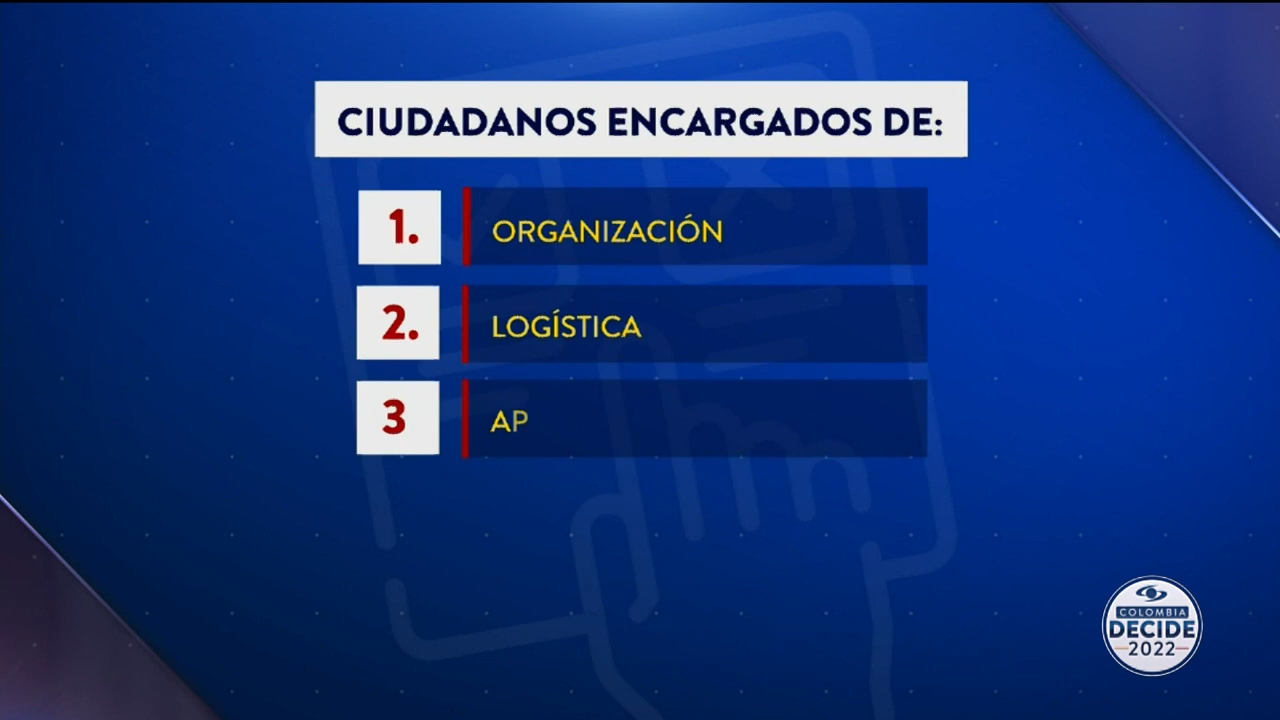 CIUDADANOS ENCARGADOS DE:
1. ORGANIZACIÓN
2. LOGÍSTICA
3 AP
COLOMBIA
DECIDE
2022